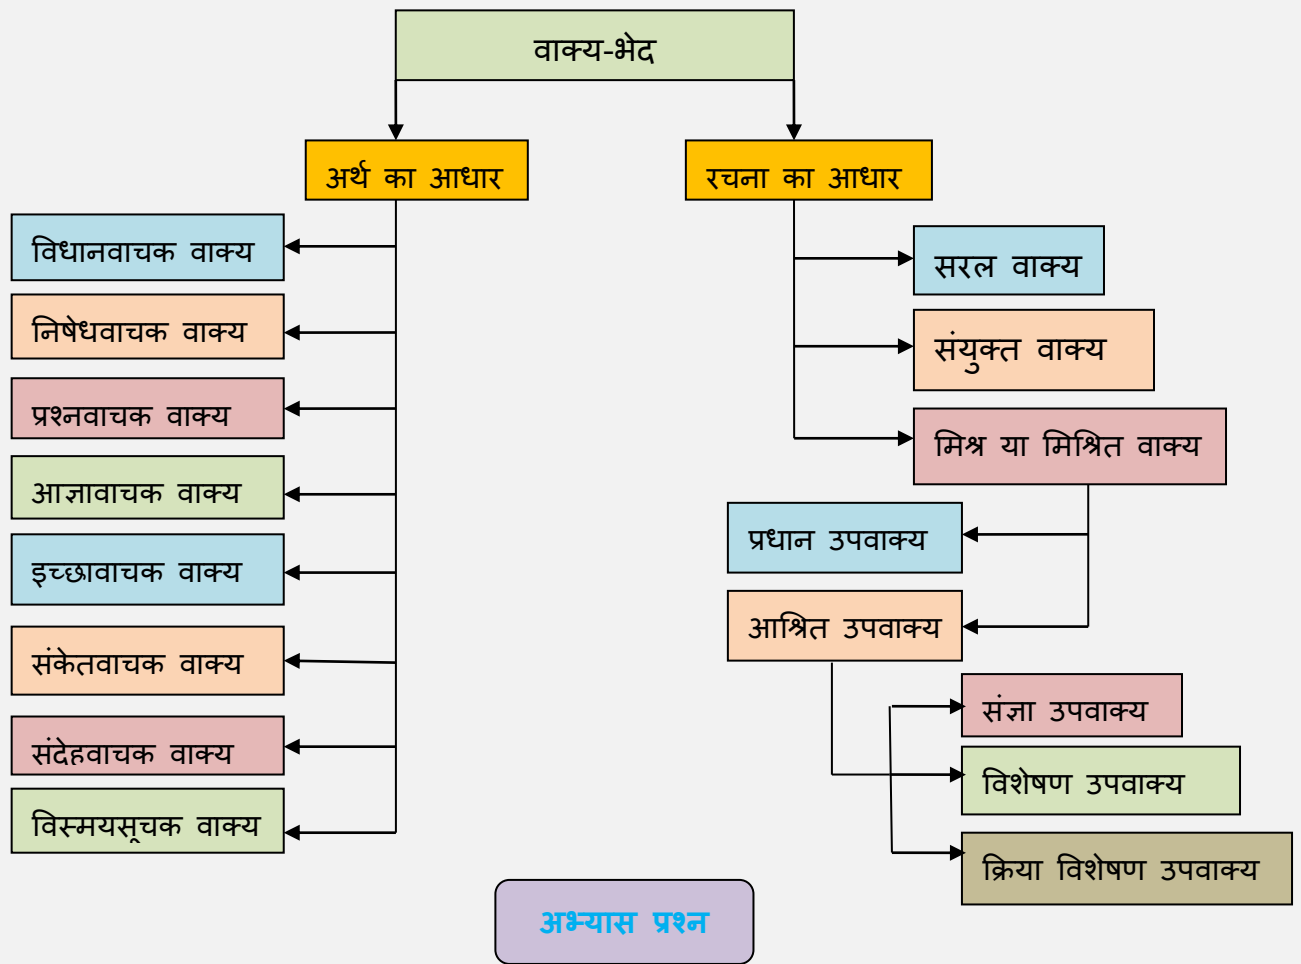 वाक्य-भेद
अर्थ का आधार
रचना का आधार
विधानवाचक वाक्य
निषेधवाचक वाक्य
प्रश्नवाचक वाक्य
आज्ञावाचक वाक्य
इच्छावाचक वाक्य
संकेतवाचक वाक्य
संदेहवाचक वाक्य
विस्मयसूचक वाक्य
सरल वाक्य
संयुक्त वाक्य
मिश्र या मिश्रित वाक्य
प्रधान उपवाक्य
आश्रित उपवाक्य
संज्ञा उपवाक्य
विशेषण उपवाक्य
क्रिया विशेषण उपवाक्य
अभ्यास प्रश्न